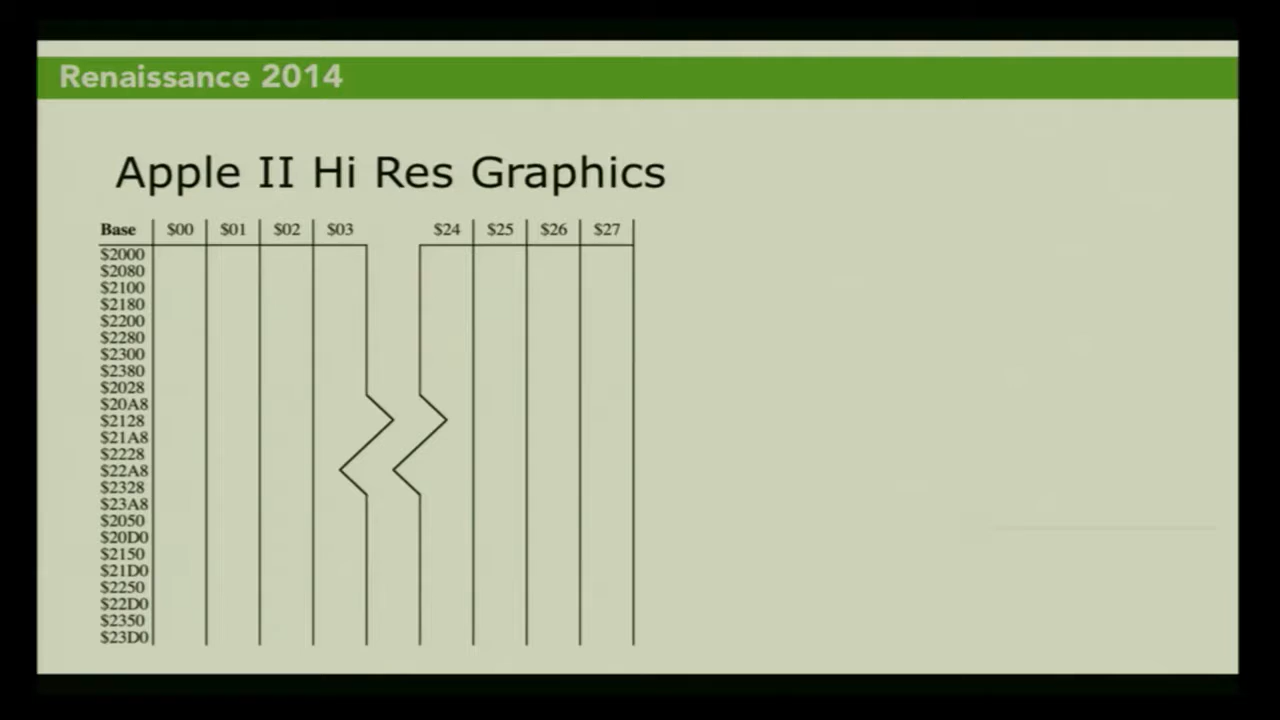 Renaissance 2014
Apple II Hi Res Graphics
Base $00 $01 $02 $03 $24 $25 $26 $27
$2000
$2080
$2100
$2180
$2200
$2280
$2300
$2380
$2028
$20A8
$2128
$21A8
$2228
$22A8
$2328
$23A8
$2050
$20D0
$2150
$21D0
$2250
$22D0
$2350
$23D0